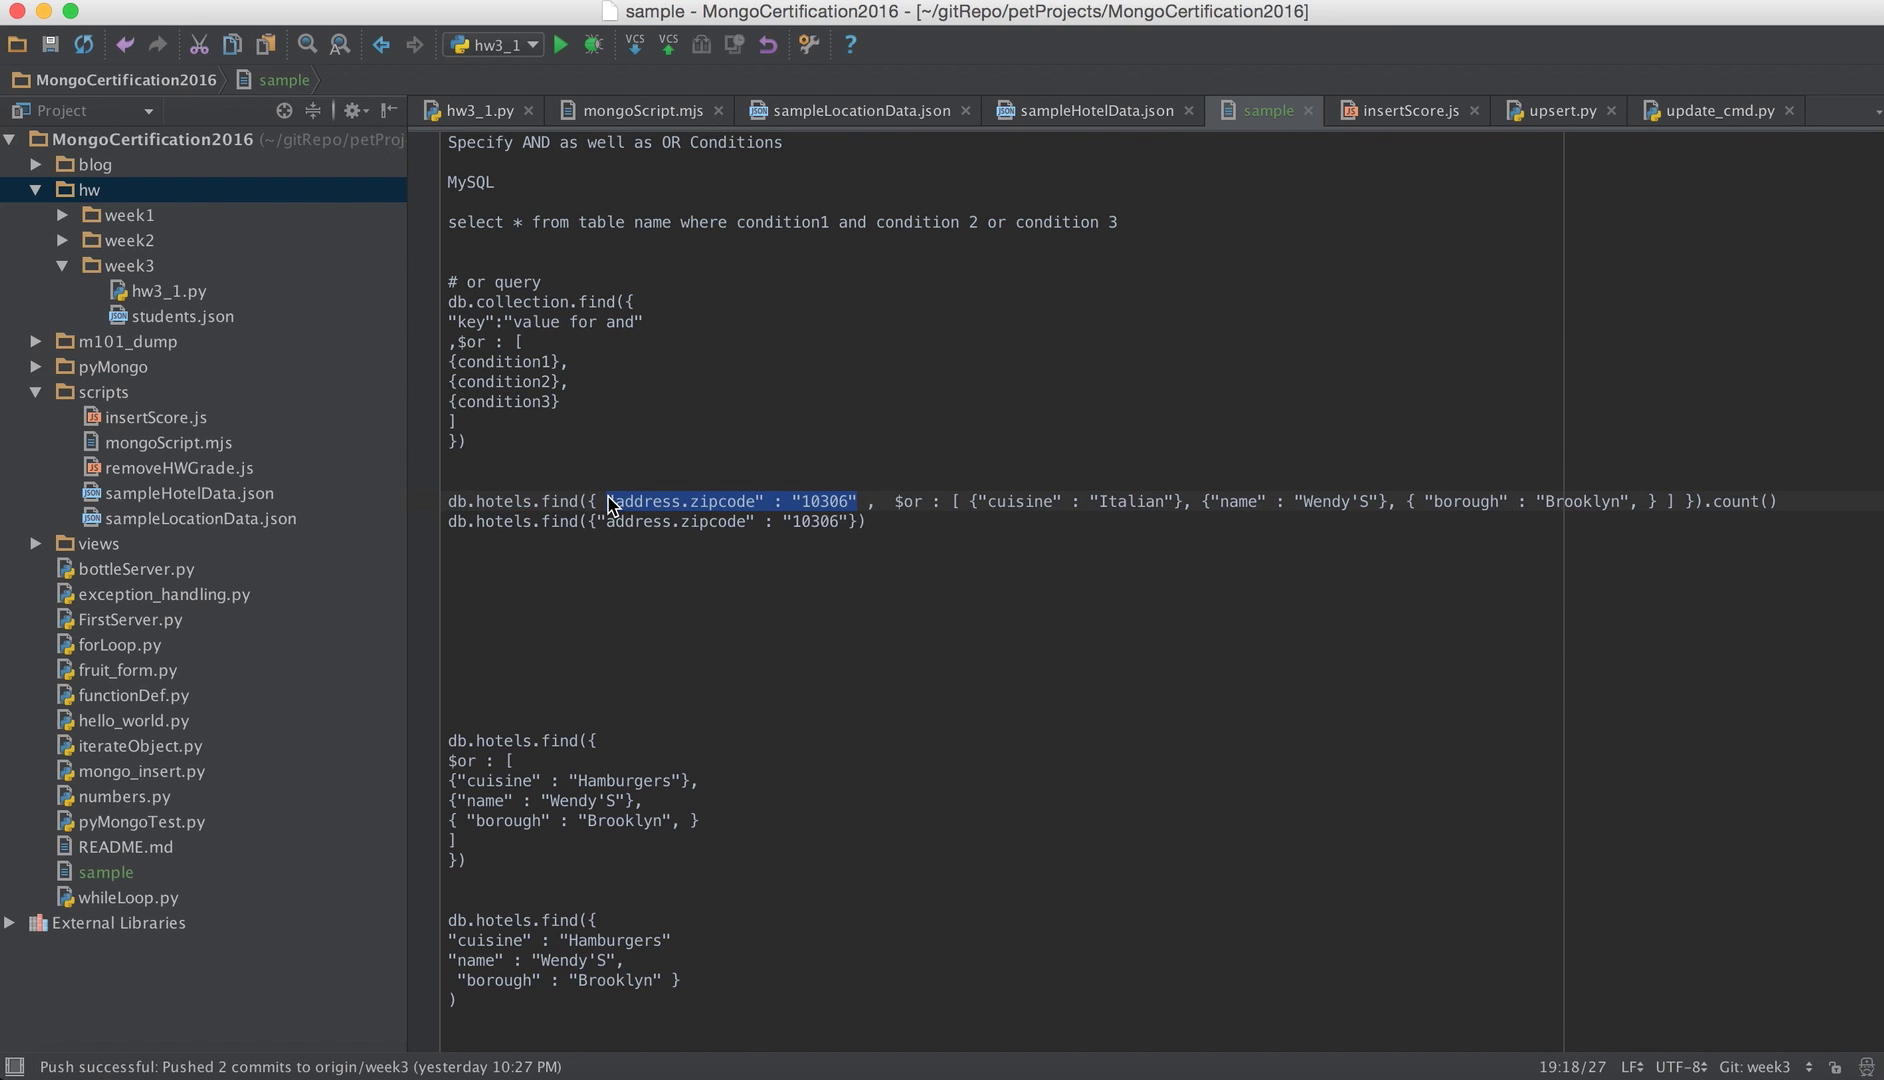 sample - MongoCertification2016 - [~/gitRepo/petProjects/MongoCertification2016]
hw3_1
VCS
VCS
?
MongoCertification2016
sample
Project
hw3_1.py
mongoScript.mjs
sampleLocationData.json
sampleHotelData.json
sample
insertScore.js
upsert.py
update_cmd.py
MongoCertification2016 (~/gitRepo/petProj
blog
hw
week1
week2
week3
hw3_1.py
students.json
m101_dump
pyMongo
scripts
insertScore.js
mongoScript.mjs
removeHWGrade.js
sampleHotelData.json
sampleLocationData.json
views
bottleServer.py
exception_handling.py
FirstServer.py
forLoop.py
fruit_form.py
functionDef.py
hello_world.py
iterateObject.py
mongo_insert.py
numbers.py
pyMongoTest.py
README.md
sample
whileLoop.py
External Libraries
Specify AND as well as OR Conditions
MySQL
select * from table name where condition1 and condition 2 or condition 3
# or query
db.collection.find({
"key":"value for and"
,$or : [
{condition1},
{condition2},
{condition3}
]
})
db.hotels.find({ "address.zipcode" : "10306" ,  $or : [ {"cuisine" : "Italian"}, {"name" : "Wendy'S"}, { "borough" : "Brooklyn", } ] }).count()
db.hotels.find({"address.zipcode" : "10306"})
db.hotels.find({
$or : [
{"cuisine" : "Hamburgers"},
{"name" : "Wendy'S"},
{ "borough" : "Brooklyn", }
]
})
db.hotels.find({
"cuisine" : "Hamburgers"
"name" : "Wendy'S",
 "borough" : "Brooklyn" }
)
Push successful: Pushed 2 commits to origin/week3 (yesterday 10:27 PM)
19:18/27 LF UTF-8 Git: week3